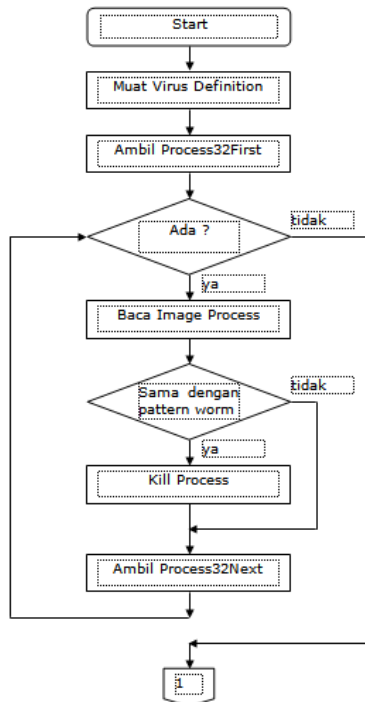 Start
Muat Virus Definition
Ambil Process32First
Ada ?
tidak
ya
Baca Image Process
Sama dengan
pattern worm
tidak
ya
Kill Process
Ambil Process32Next
1